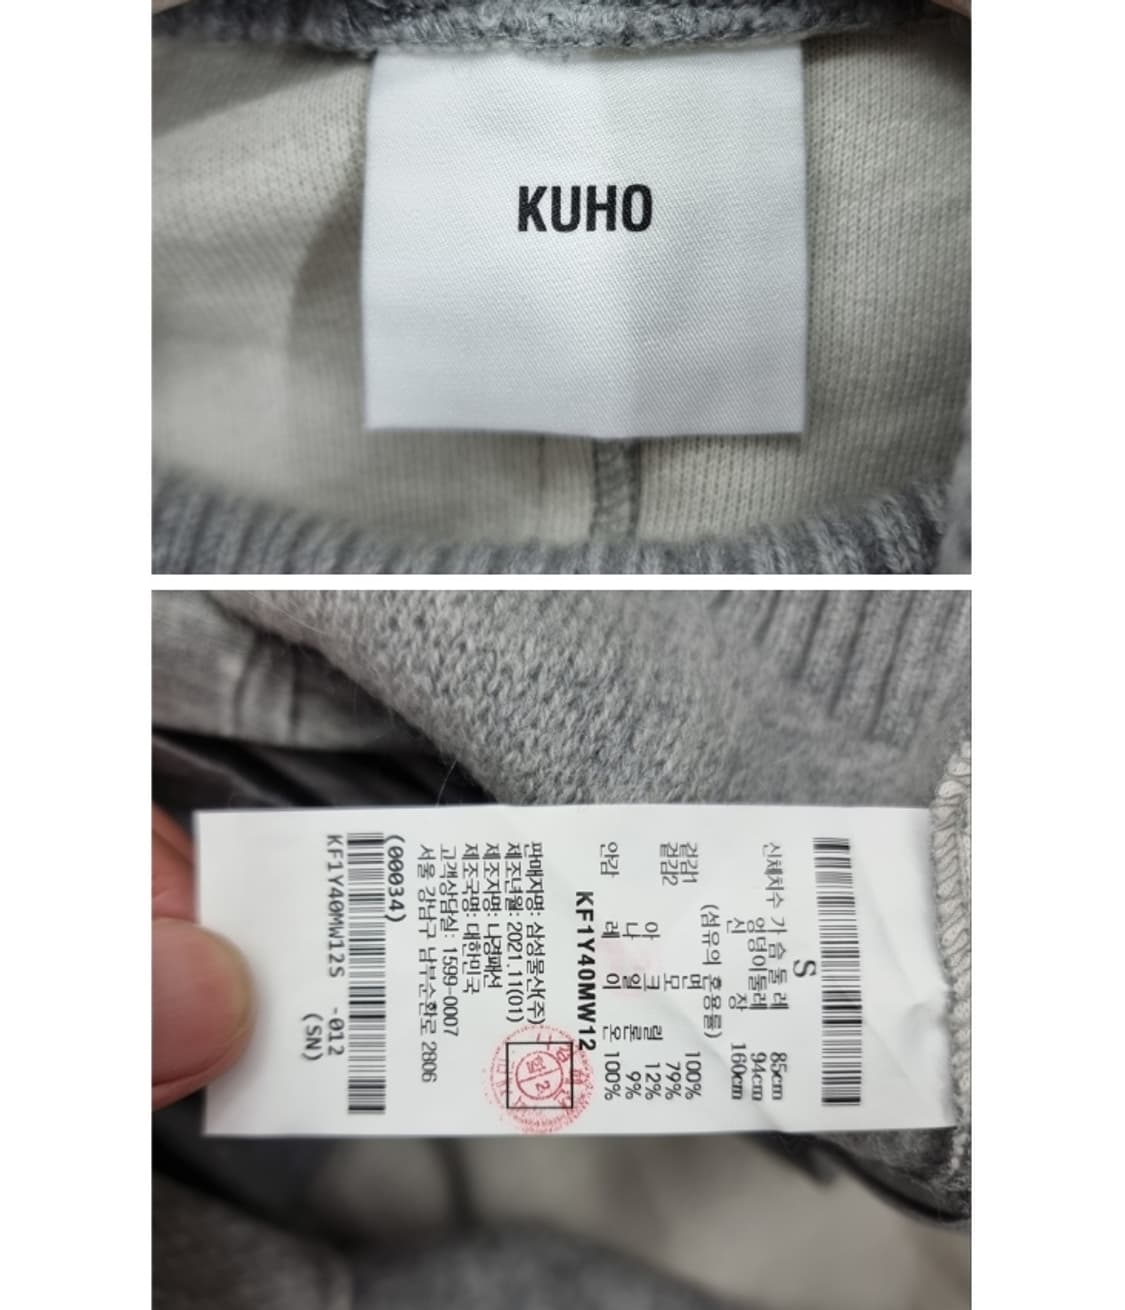 KUHO
S
신체치수 가 슴 둘 레 85cm
엉덩이둘레 94cm
신 장 160cm
(섬유의 혼용률)
겉감1 면 100%
겉감2 모 79%
아 크 릴 12%
나 일 론 9%
안감 레 이 온 100%
KF1Y40MW12
판매자명: 삼성물산(주)
제조년월: 2021.11(01)
제조자명: 나경패션
제조국명: 대한민국
고객상담실: 1599-0007
서울 강남구 남부순환로 2806
(00034)
KF1Y40MW12S -012
(SN)